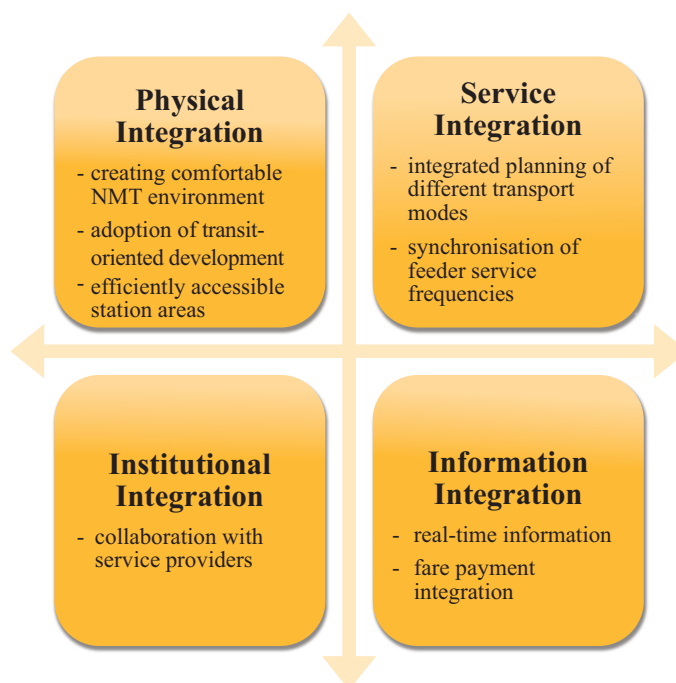 Physical
Integration
- creating comfortable
NMT environment
- adoption of transit-
oriented development
- efficiently accessible
station areas
Service
Integration
- integrated planning of
different transport
modes
- synchronisation of
feeder service
frequencies
Institutional
Integration
- collaboration with
service providers
Information
Integration
- real-time information
- fare payment
integration